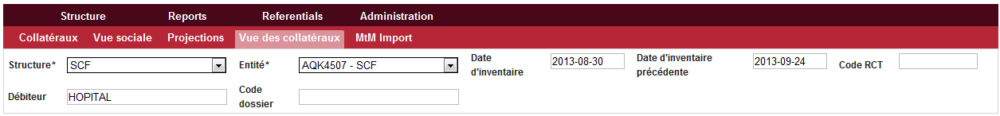 Structure Reports Referentials Administration
Collatéraux Vue sociale Projections Vue des collatéraux MtM Import
Structure* SCF Entité* AQK4507 - SCF Date d'inventaire 2013-08-30 Date d'inventaire précédente 2013-09-24 Code RCT
Débiteur HOPITAL Code dossier